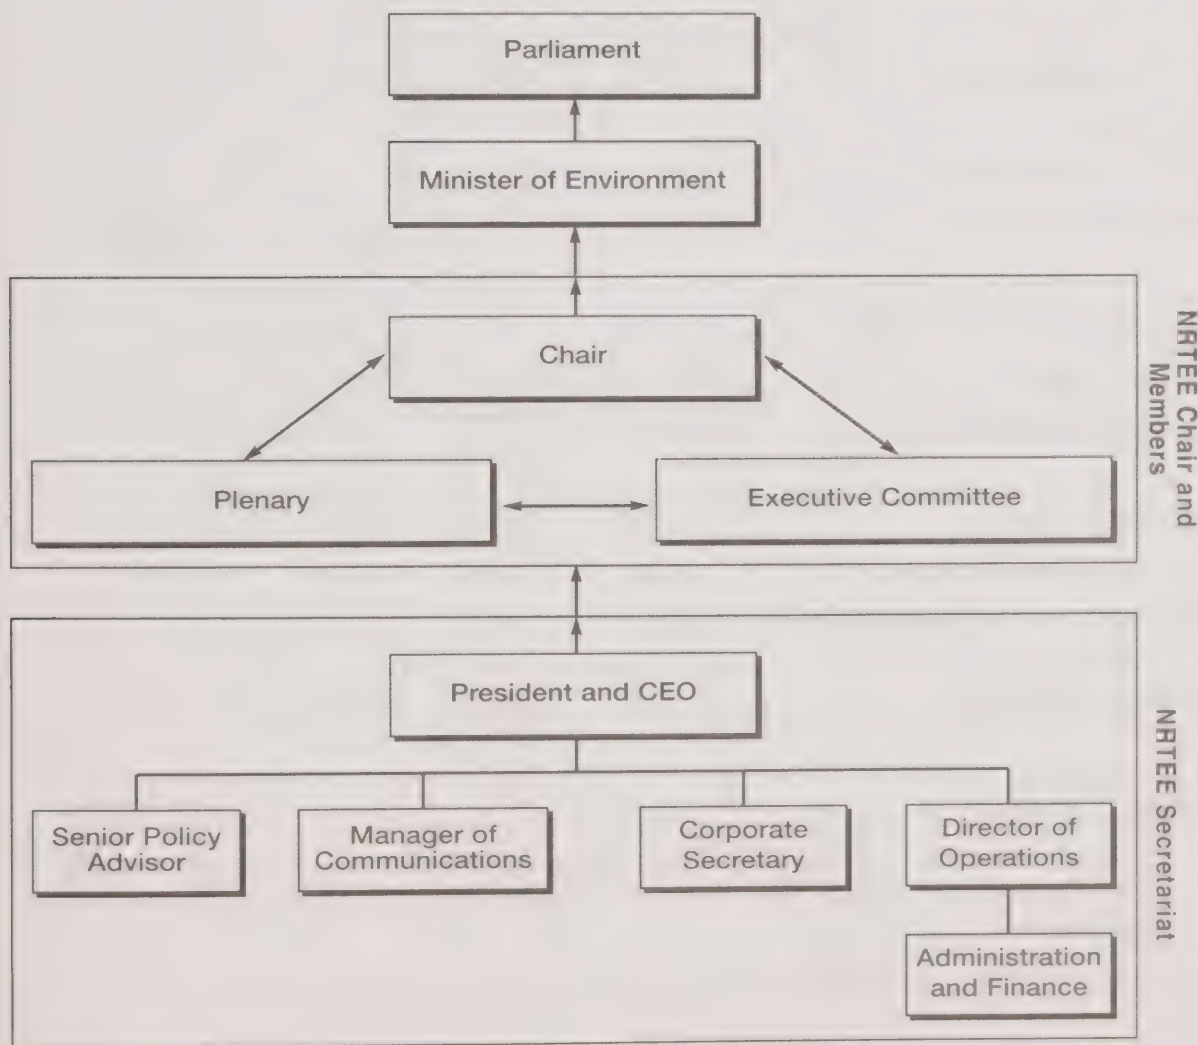 Parliament
Minister of Environment
Chair
Plenary
Executive Committee
NRTEE Chair and
Members
President and CEO
Senior Policy
Advisor
Manager of
Communications
Corporate
Secretary
Director of
Operations
Administration
and Finance
NRTEE Secretariat